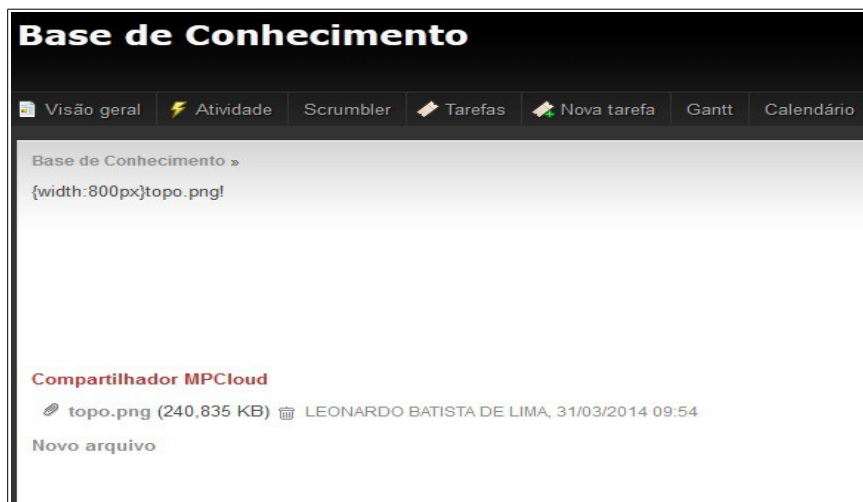 Base de Conhecimento
Visão geral Atividade Scrumbler Tarefas Nova tarefa Gantt Calendário
Base de Conhecimento »
{width:800px}topo.png!
Compartilhador MPCloud
topo.png (240,835 KB) LEONARDO BATISTA DE LIMA, 31/03/2014 09:54
Novo arquivo